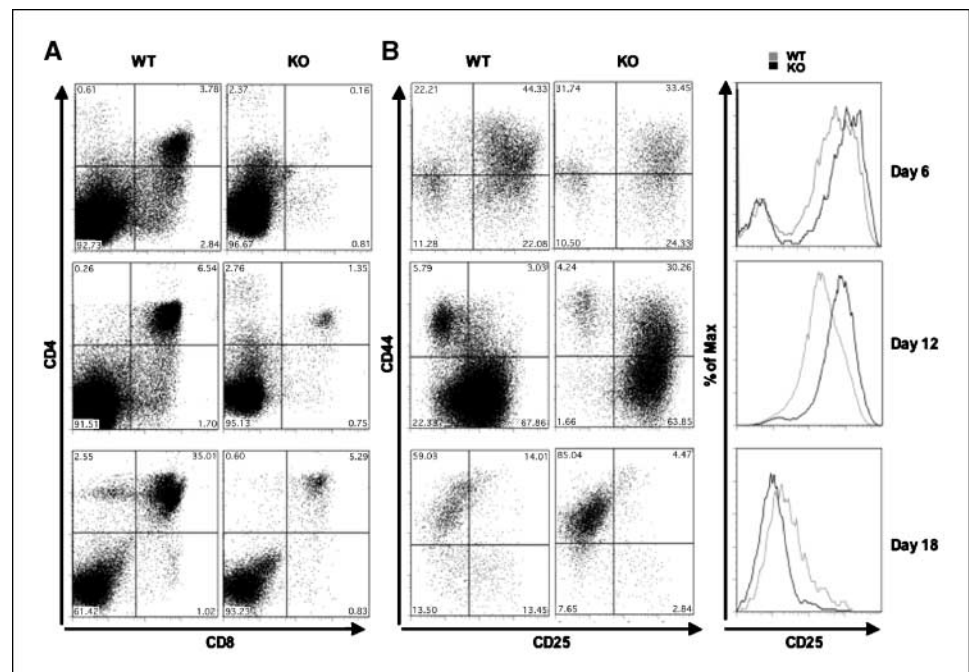 A
B
WT
KO
WT
KO
WT
KO
0.61 3.78
92.73 2.84
2.37 0.16
96.67 0.81
22.21 44.33
11.28 22.08
31.74 33.45
10.50 24.33
Day 6
0.26 6.54
91.51 1.70
2.76 1.35
95.13 0.75
5.79 3.03
22.33 67.86
4.24 30.26
1.66 63.85
Day 12
2.55 35.01
61.42 1.02
0.60 5.29
93.23 0.83
59.03 14.01
13.50 13.45
85.04 4.47
7.65 2.84
Day 18
CD4
CD44
% of Max
CD8
CD25
CD25